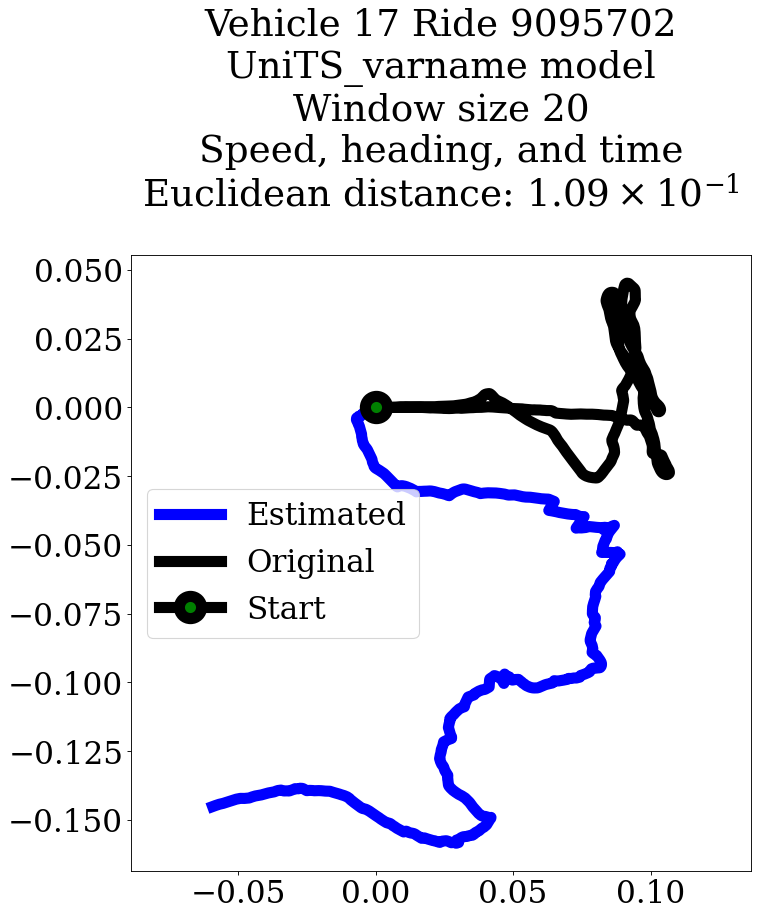 Vehicle 17 Ride 9095702
UniTS_varname model
Window size 20
Speed, heading, and time
Euclidean distance: 1.09 × 10⁻¹
0.050
0.025
0.000
−0.025
−0.050
−0.075
−0.100
−0.125
−0.150
Estimated
Original
Start
−0.05 0.00 0.05 0.10